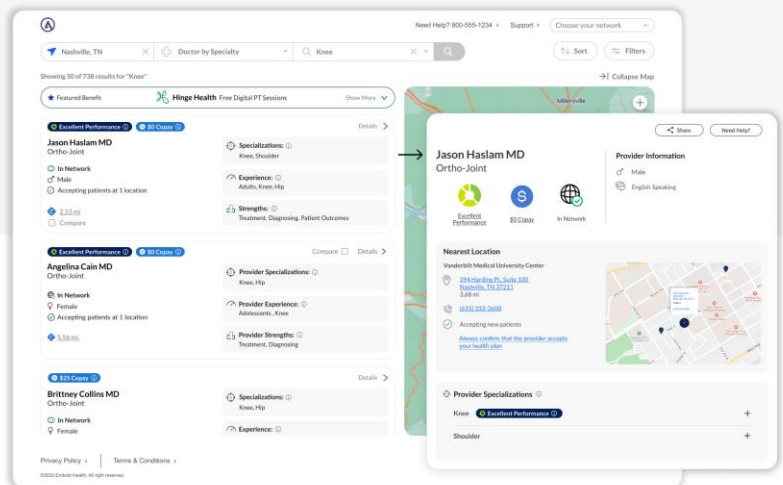 Need Help? 800-555-1234 >
Support >
Choose your network
Nashville, TN
Doctor by Specialty
Knee
Sort
Filters
Showing 50 of 738 results for "Knee"
Collapse Map
Featured Benefit
Hinge Health Free Digital PT Sessions
Show More
Millersville
Excellent Performance
$0 Copay
Details >
Jason Haslam MD
Ortho-Joint
In Network
Male
Accepting patients at 1 location
2.53 mi
Compare
Specializations:
Knee, Shoulder
Experience:
Adults, Knee, Hip
Strengths:
Treatment, Diagnosing, Patient Outcomes
Excellent Performance
$0 Copay
Compare
Details >
Angelina Cain MD
Ortho-Joint
In Network
Female
Accepting patients at 1 location
5.56 mi.
Provider Specializations:
Knee, Hip
Provider Experience:
Adolescents , Knee
Provider Strengths:
Treatment, Diagnosing
$25 Copay
Details >
Brittney Collins MD
Ortho-Joint
In Network
Female
Specializations:
Knee, Hip
Experience:
Privacy Policy >
Terms & Conditions >
©2022 Embold Health. All right reserved.
Share
Need Help?
Jason Haslam MD
Ortho-Joint
Excellent
Performance
$0 Copay
In Network
Provider Information
Male
English Speaking
Nearest Location
Vanderbilt Medical University Center
394 Harding Pl, Suite 100,
Nashville, TN 37211
3.68 mi
(615) 332-3600
Accepting new patients
Always confirm that the provider accepts
your health plan
Provider Specializations
Knee
Excellent Performance
+
Shoulder
+